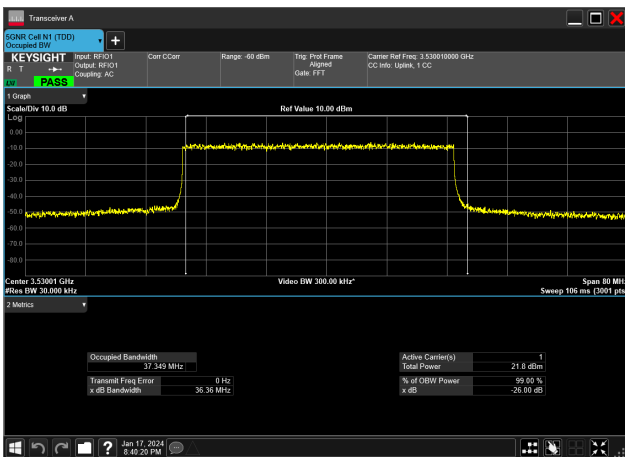 Transceiver A
5GNR Cell N1 (TDD)
Occupied BW
KEYSIGHT
R T
LV
PASS
Input: RFIO1
Output: RFIO1
Coupling: AC
Corr CCorr
Range: -60 dBm
Trig: Prot Frame
Aligned
Gate: FFT
Carrier Ref Freq: 3.530010000 GHz
CC Info: Uplink, 1 CC
1 Graph
Scale/Div 10.0 dB
Ref Value 10.00 dBm
Log
0.00
-10.0
-20.0
-30.0
-40.0
-50.0
-60.0
-70.0
-80.0
Center 3.53001 GHz
Video BW 300.00 kHz*
Span 80 MHz
#Res BW 30.000 kHz
Sweep 106 ms (3001 pts
2 Metrics
Occupied Bandwidth
37.349 MHz
Transmit Freq Error 0 Hz
x dB Bandwidth 36.36 MHz
Active Carrier(s) 1
Total Power 21.8 dBm
% of OBW Power 99.00 %
x dB -26.00 dB
?
Jan 17, 2024
8:40:20 PM